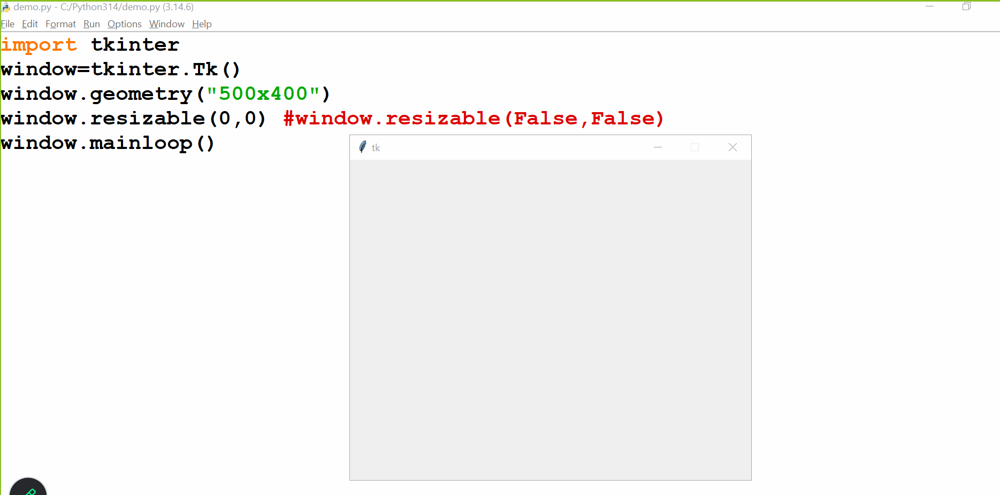 demo.py - C:/Python314/demo.py (3.14.6)
File Edit Format Run Options Window Help
import tkinter
window=tkinter.Tk()
window.geometry("500x400")
window.resizable(0,0) #window.resizable(False,False)
window.mainloop()
tk